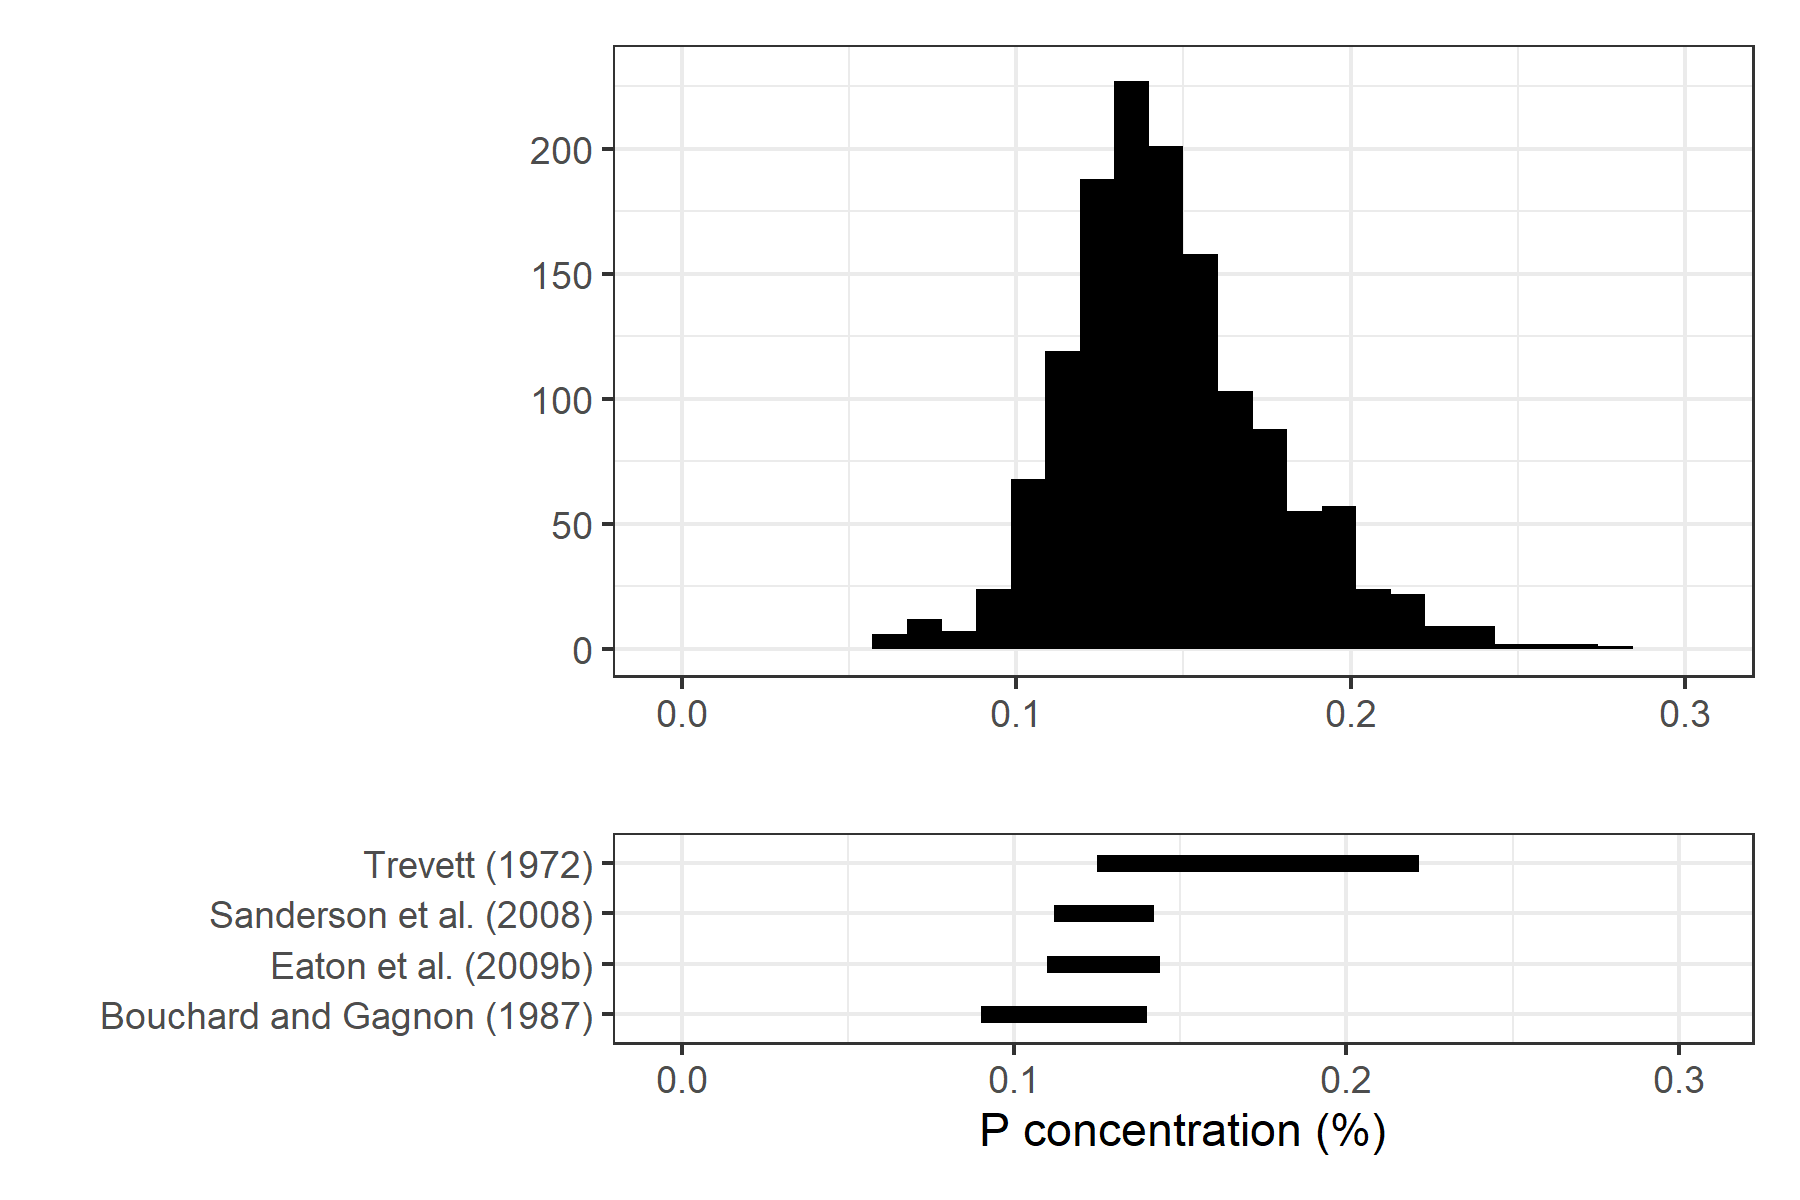 200
150
100
50
0
0.0 0.1 0.2 0.3
Trevett (1972)
Sanderson et al. (2008)
Eaton et al. (2009b)
Bouchard and Gagnon (1987)
0.0 0.1 0.2 0.3
P concentration (%)